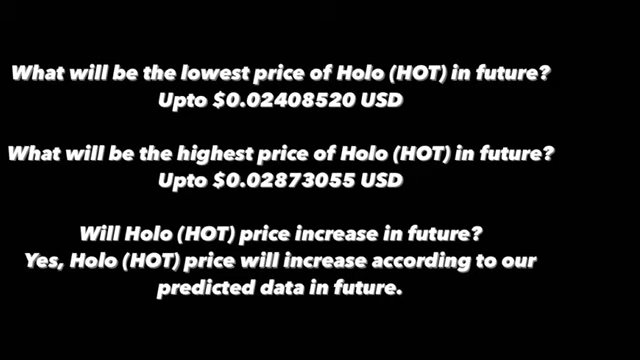 What will be the lowest price of Holo (HOT) in future?
Upto $0.02408520 USD
What will be the highest price of Holo (HOT) in future?
Upto $0.02873055 USD
Will Holo (HOT) price increase in future?
Yes, Holo (HOT) price will increase according to our
predicted data in future.